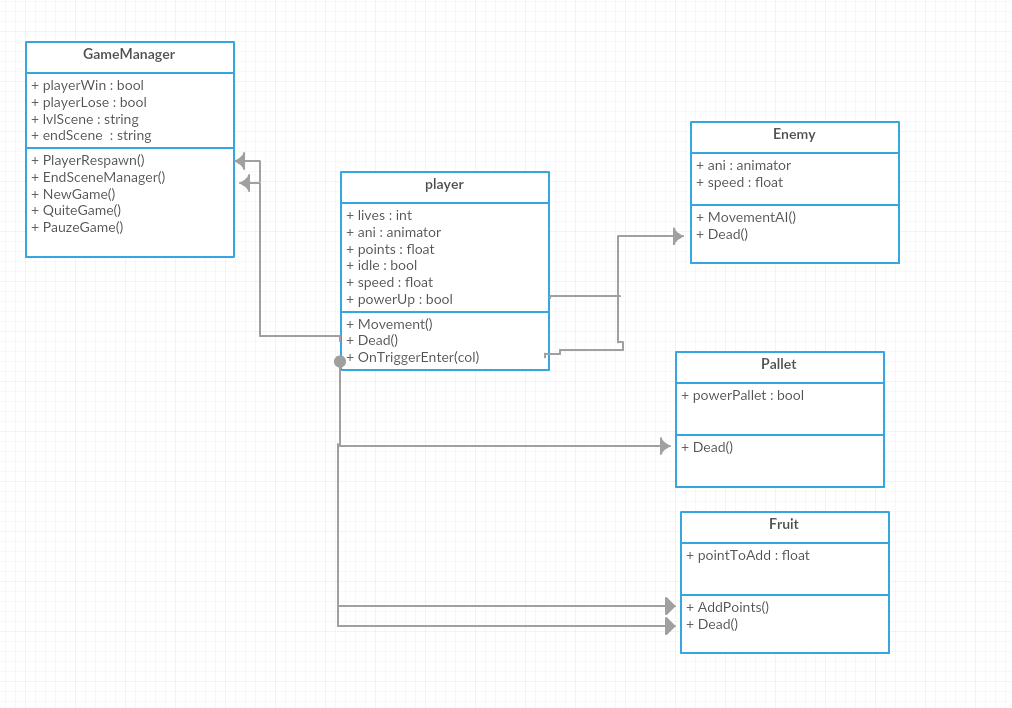 GameManager
+ playerWin : bool
+ playerLose : bool
+ lvlScene : string
+ endScene  : string
+ PlayerRespawn()
+ EndSceneManager()
+ NewGame()
+ QuiteGame()
+ PauzeGame()
player
+ lives : int
+ ani : animator
+ points : float
+ idle : bool
+ speed : float
+ powerUp : bool
+ Movement()
+ Dead()
+ OnTriggerEnter(col)
Enemy
+ ani : animator
+ speed : float
+ MovementAI()
+ Dead()
Pallet
+ powerPallet : bool
+ Dead()
Fruit
+ pointToAdd : float
+ AddPoints()
+ Dead()